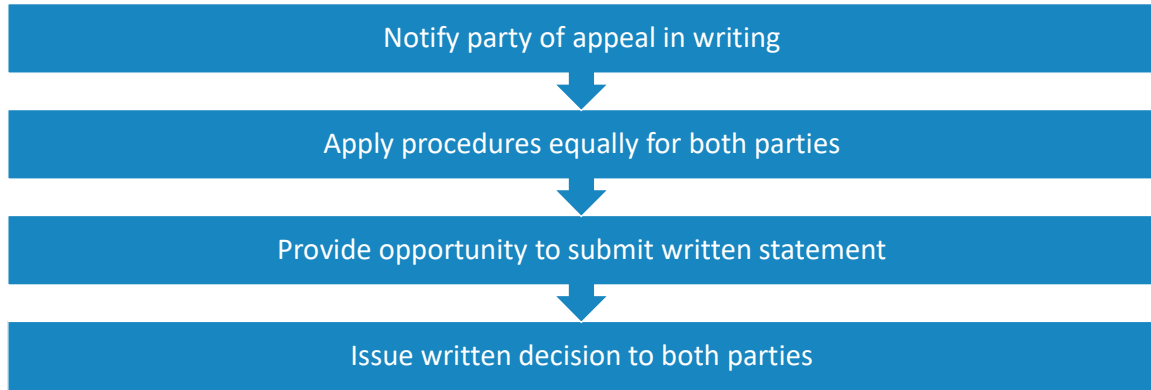 Notify party of appeal in writing
Apply procedures equally for both parties
Provide opportunity to submit written statement
Issue written decision to both parties